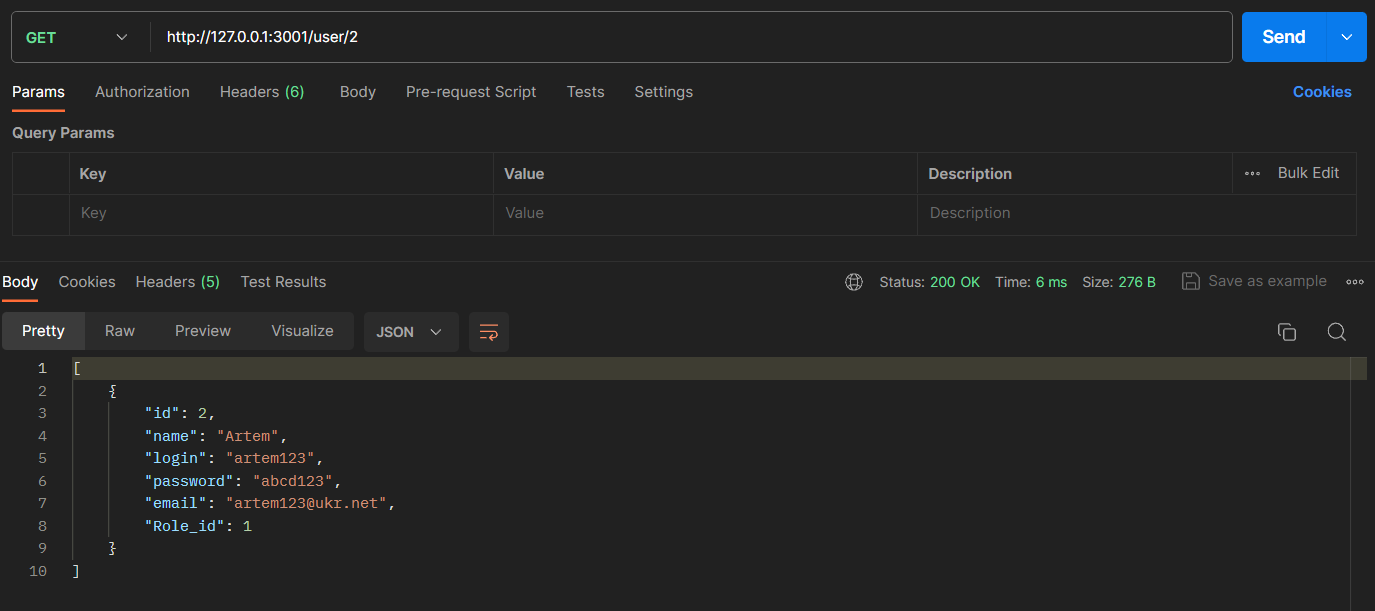 GET http://127.0.0.1:3001/user/2 Send
Params Authorization Headers (6) Body Pre-request Script Tests Settings Cookies
Query Params
Key Value Description Bulk Edit
Key Value Description
Body Cookies Headers (5) Test Results Status: 200 OK Time: 6 ms Size: 276 B Save as example
Pretty Raw Preview Visualize JSON
1 [
2 {
3 "id": 2,
4 "name": "Artem",
5 "login": "artem123",
6 "password": "abcd123",
7 "email": "artem123@ukr.net",
8 "Role_id": 1
9 }
10 ]